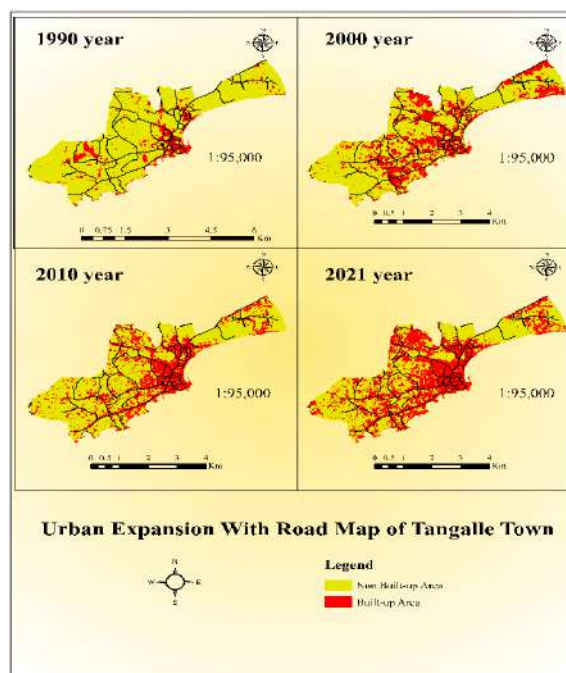 1990 year
1:95,000
0 0.75 1.5 3 4.5 6
Km
2000 year
1:95,000
0 0.5 1 2 3 4
Km
2010 year
1:95,000
0 0.5 1 2 3 4
Km
2021 year
1:95,000
0 0.5 1 2 3 4
Km
Urban Expansion With Road Map of Tangalle Town
N
W E
S
Legend
Non Built-up Area
Built-up Area